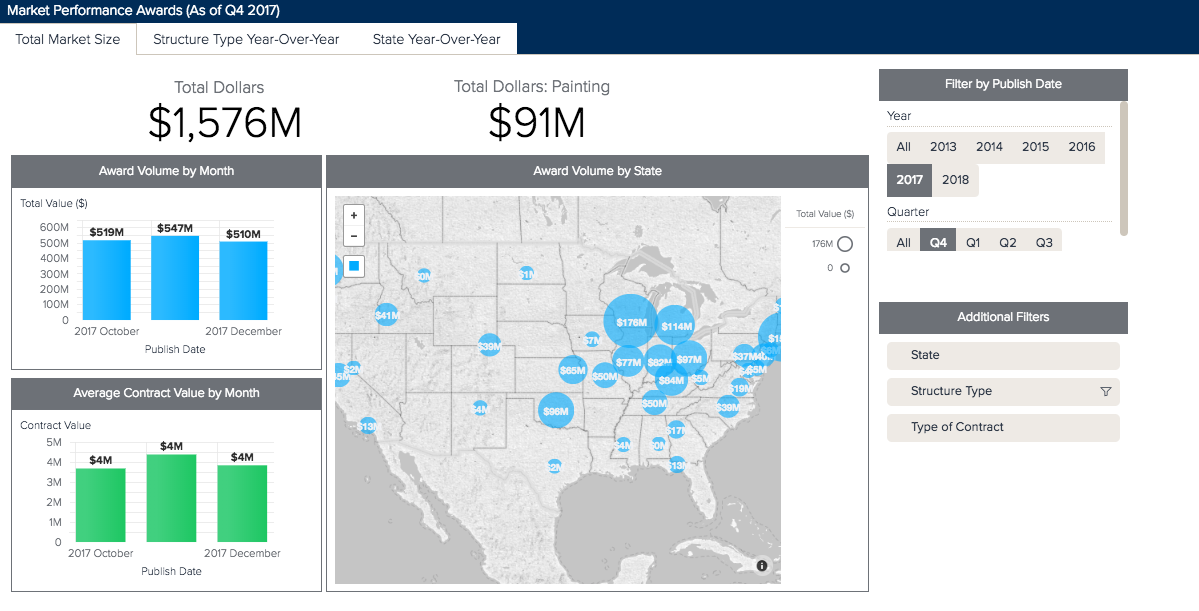 Market Performance Awards (As of Q4 2017)
Total Market Size
Structure Type Year-Over-Year
State Year-Over-Year
Total Dollars
$1,576M
Total Dollars: Painting
$91M
Award Volume by Month
Total Value ($)
600M
500M
400M
300M
200M
100M
0
$519M
$547M
$510M
2017 October
2017 December
Publish Date
Average Contract Value by Month
Contract Value
5M
4M
3M
2M
1M
0
$4M
$4M
$4M
2017 October
2017 December
Publish Date
Award Volume by State
+
−
$0M
$1M
$41M
$176M
$114M
$39M
$7M
$77M
$82M
$97M
$37M
$2M
$65M
$50M
$84M
$5M
$5M
$19M
$4M
$96M
$50M
$39M
$13M
$17M
$4M
$0M
$2M
$13M
Total Value ($)
176M
0
Filter by Publish Date
Year
All 2013 2014 2015 2016
2017 2018
Quarter
All Q4 Q1 Q2 Q3
Additional Filters
State
Structure Type
Type of Contract